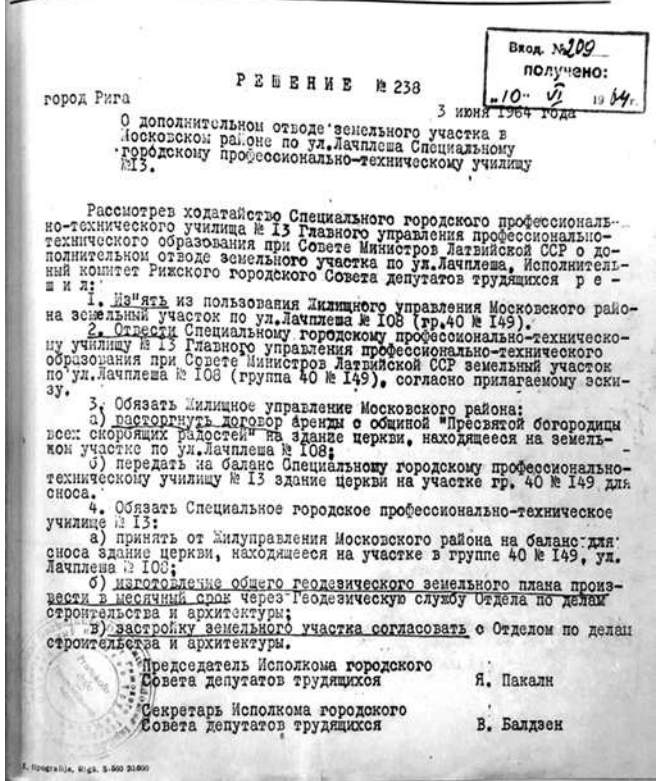 Вход. №209
получено:
"10" VI 1964г.
РЕШЕНИЕ № 238
город Рига
3 июня 1964 года
О дополнительном отводе земельного участка в
Московском районе по ул.Лачплеша Специальному
городскому профессионально-техническому училищу
№13.
Рассмотрев ходатайство Специального городского профессиональ-
но-технического училища № 13 Главного управления профессионально-
технического образования при Совете Министров Латвийской ССР о до-
полнительном отводе земельного участка по ул.Лачплеша, Исполнитель-
ный комитет Рижского городского Совета депутатов трудящихся р е -
ш и л:
1. Из"ять из пользования Жилищного управления Московского райо-
на земельный участок по ул.Лачплеша № 108 (гр.40 № 149).
2. Отвести Специальному городскому профессионально-техническо-
му училищу № 13 Главного управления профессионально-технического
образования при Совете Министров Латвийской ССР земельный участок
по ул.Лачплеша № 108 (группа 40 № 149), согласно прилагаемому эски-
зу.
3. Обязать Жилищное управление Московского района:
а) расторгнуть договор аренды с общиной "Пресвятой богородицы
всех скорбящих радостей" на здание церкви, находящееся на земель-
ном участке по ул.Лачплеша № 108;
б) передать на баланс Специальному городскому профессионально-
техническому училищу № 13 здание церкви на участке гр. 40 № 149 для
сноса.
4. Обязать Специальное городское профессионально-техническое
училище № 13:
а) принять от Жилуправления Московского района на баланс для
сноса здание церкви, находящееся на участке в группе 40 № 149, ул.
Лачплеша № 108;
б) изготовление общего геодезического земельного плана произ-
вести в месячный срок через Геодезическую службу Отдела по делам
строительства и архитектуры;
в) застройку земельного участка согласовать с Отделом по делам
строительства и архитектуры.
Председатель Исполкома городского
Совета депутатов трудящихся Я. Пакалн
Секретарь Исполкома городского
Совета депутатов трудящихся В. Балдзен